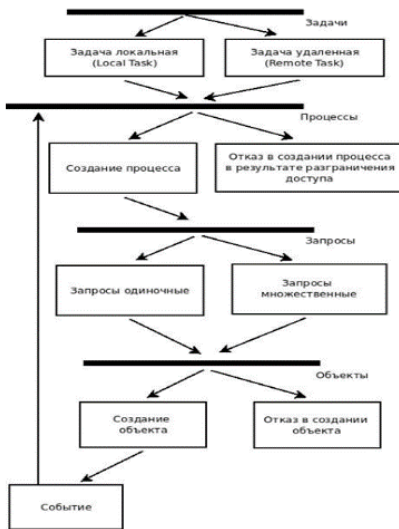 Задачи
Задача локальная
(Local Task)
Задача удаленная
(Remote Task)
Процессы
Создание процесса
Отказ в создании процесса
в результате разграничения
доступа
Запросы
Запросы одиночные
Запросы
множественные
Объекты
Создание
объекта
Отказ в создании
объекта
Событие